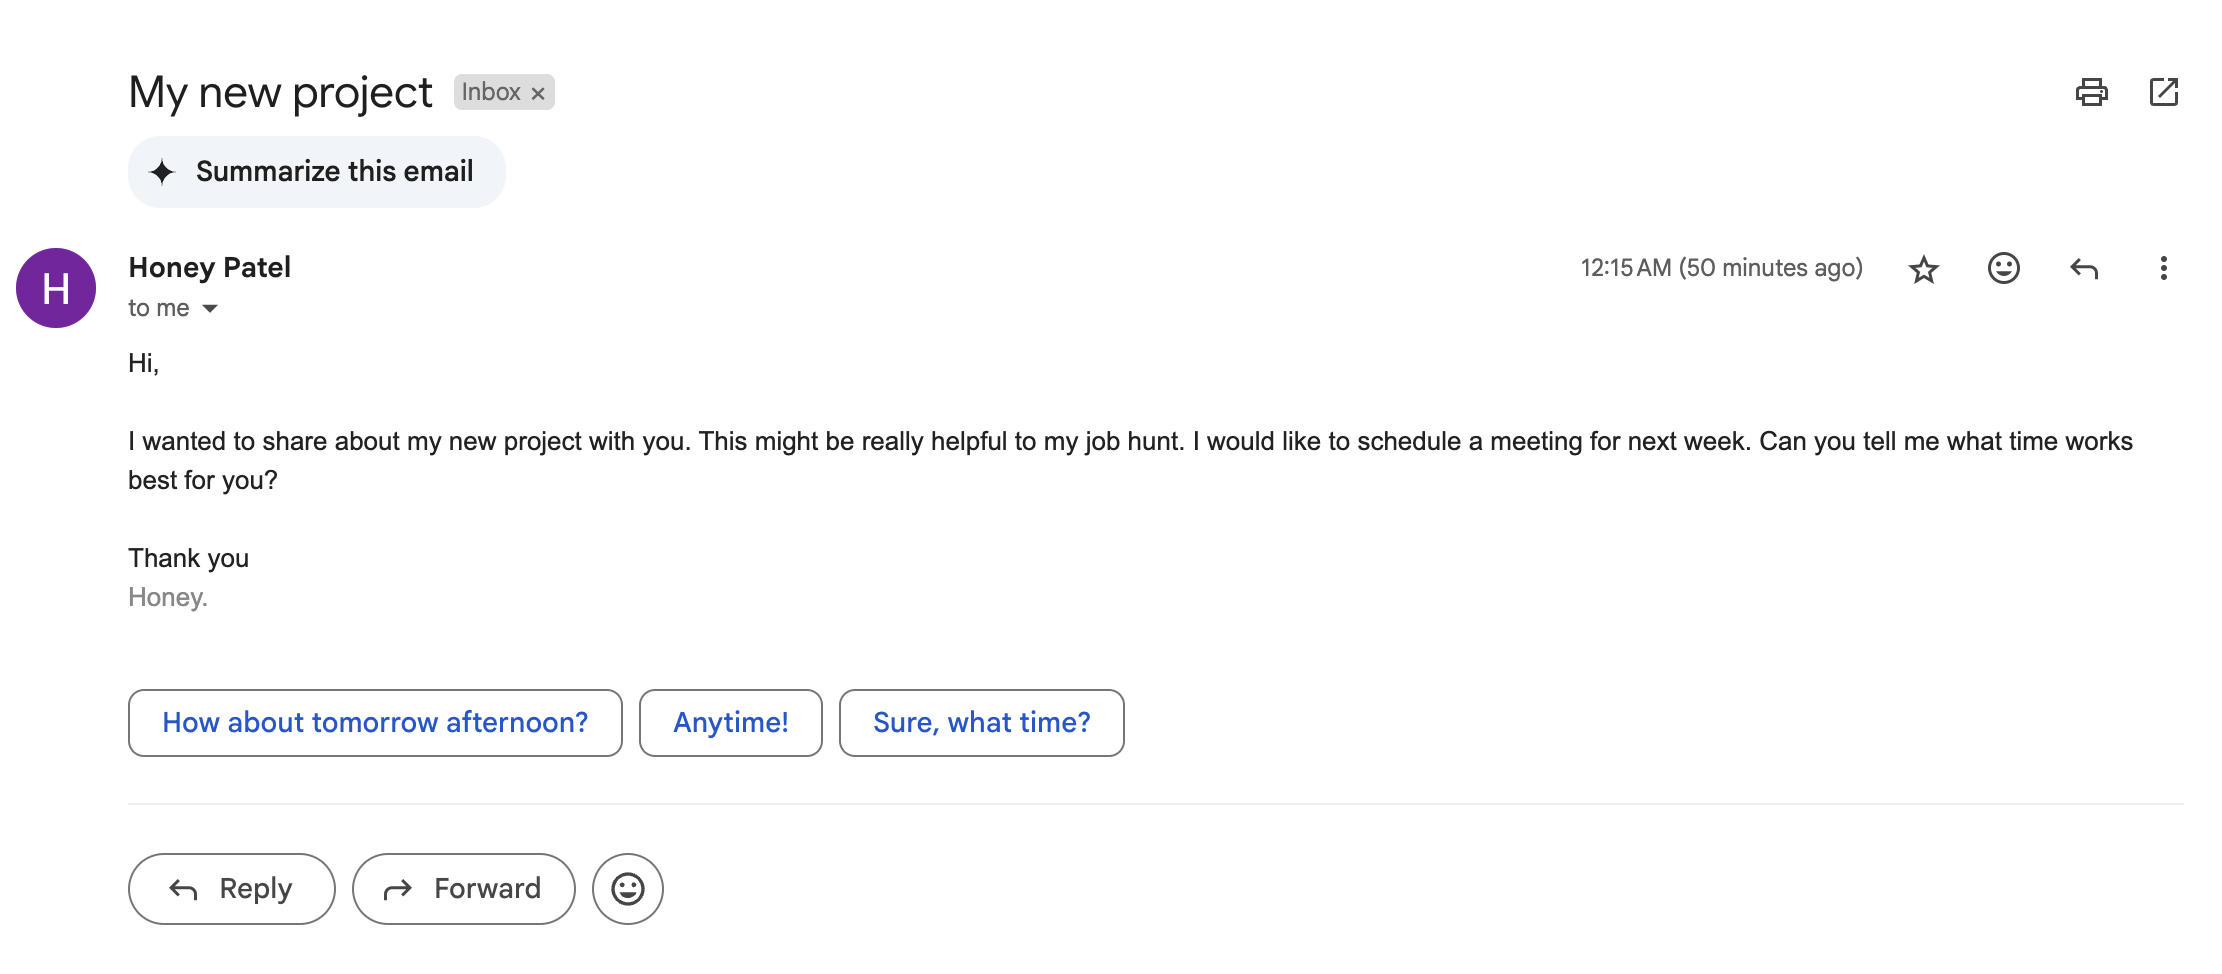 My new project Inbox ×
Summarize this email
H
Honey Patel
12:15 AM (50 minutes ago)
to me
Hi,
I wanted to share about my new project with you. This might be really helpful to my job hunt. I would like to schedule a meeting for next week. Can you tell me what time works
best for you?
Thank you
Honey.
How about tomorrow afternoon? Anytime! Sure, what time?
Reply Forward